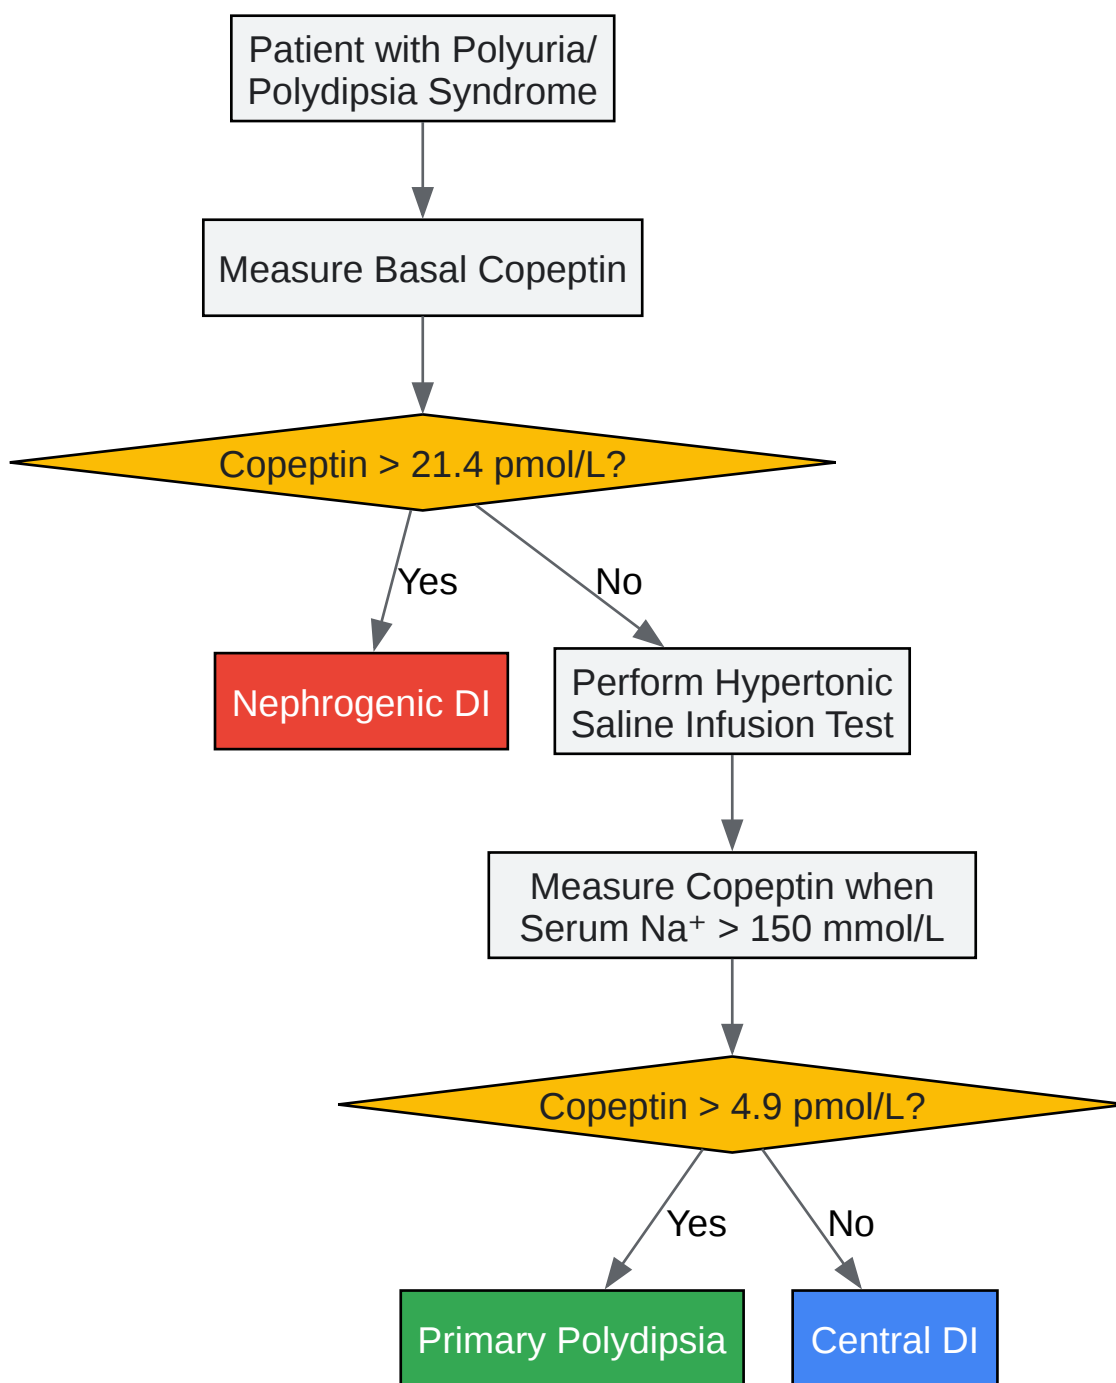 Patient with Polyuria/
Polydipsia Syndrome
Measure Basal Copeptin
Copeptin > 21.4 pmol/L?
Yes
No
Nephrogenic DI
Perform Hypertonic
Saline Infusion Test
Measure Copeptin when
Serum Na⁺ > 150 mmol/L
Copeptin > 4.9 pmol/L?
Yes
No
Primary Polydipsia
Central DI